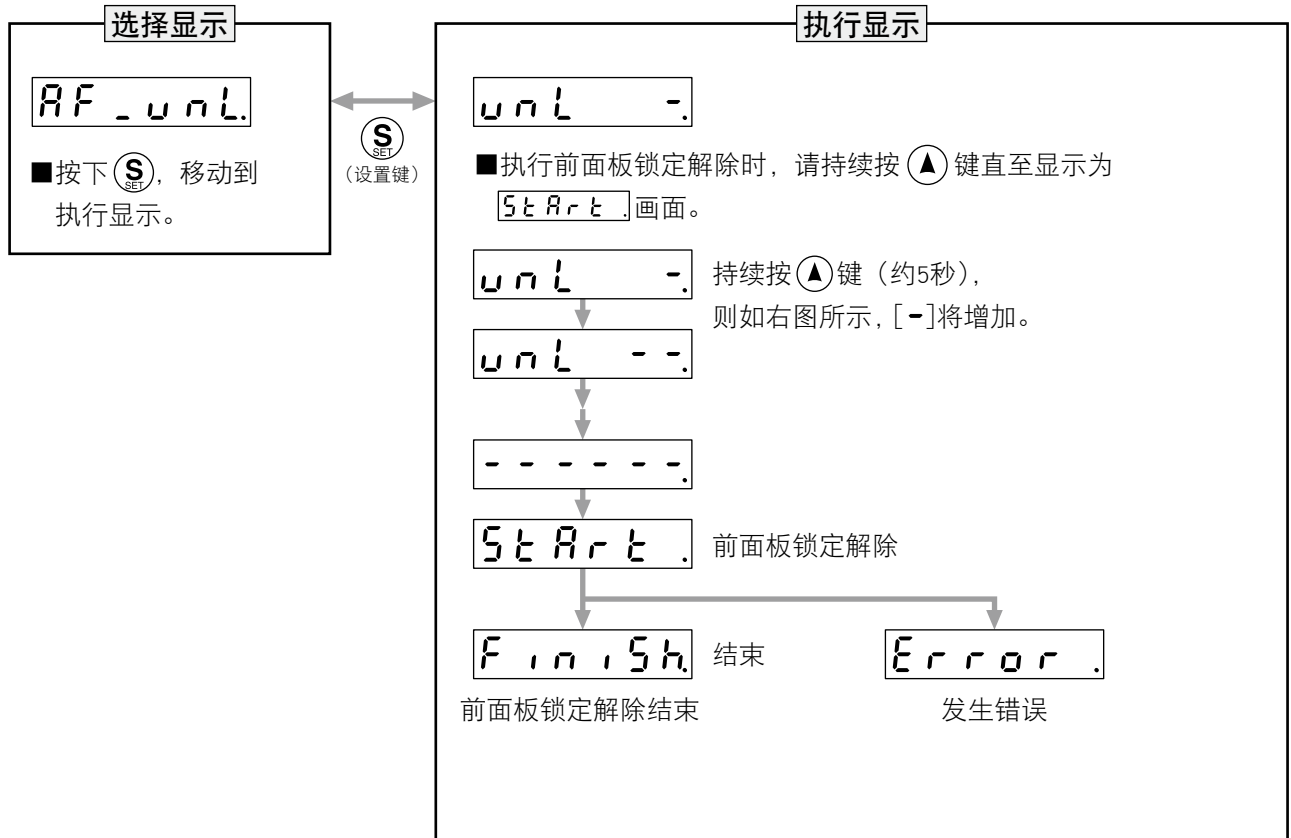 选择显示
AF_unL.
■按下 S SET, 移动到
执行显示。
S SET
(设置键)
执行显示
unL -.
■执行前面板锁定解除时, 请持续按▲键直至显示为
StArt .画面。
unL -.
持续按▲键（约5秒），
则如右图所示, [-]将增加。
unL --.
------.
StArt .
前面板锁定解除
FiniSh.
结束
Error .
前面板锁定解除结束
发生错误